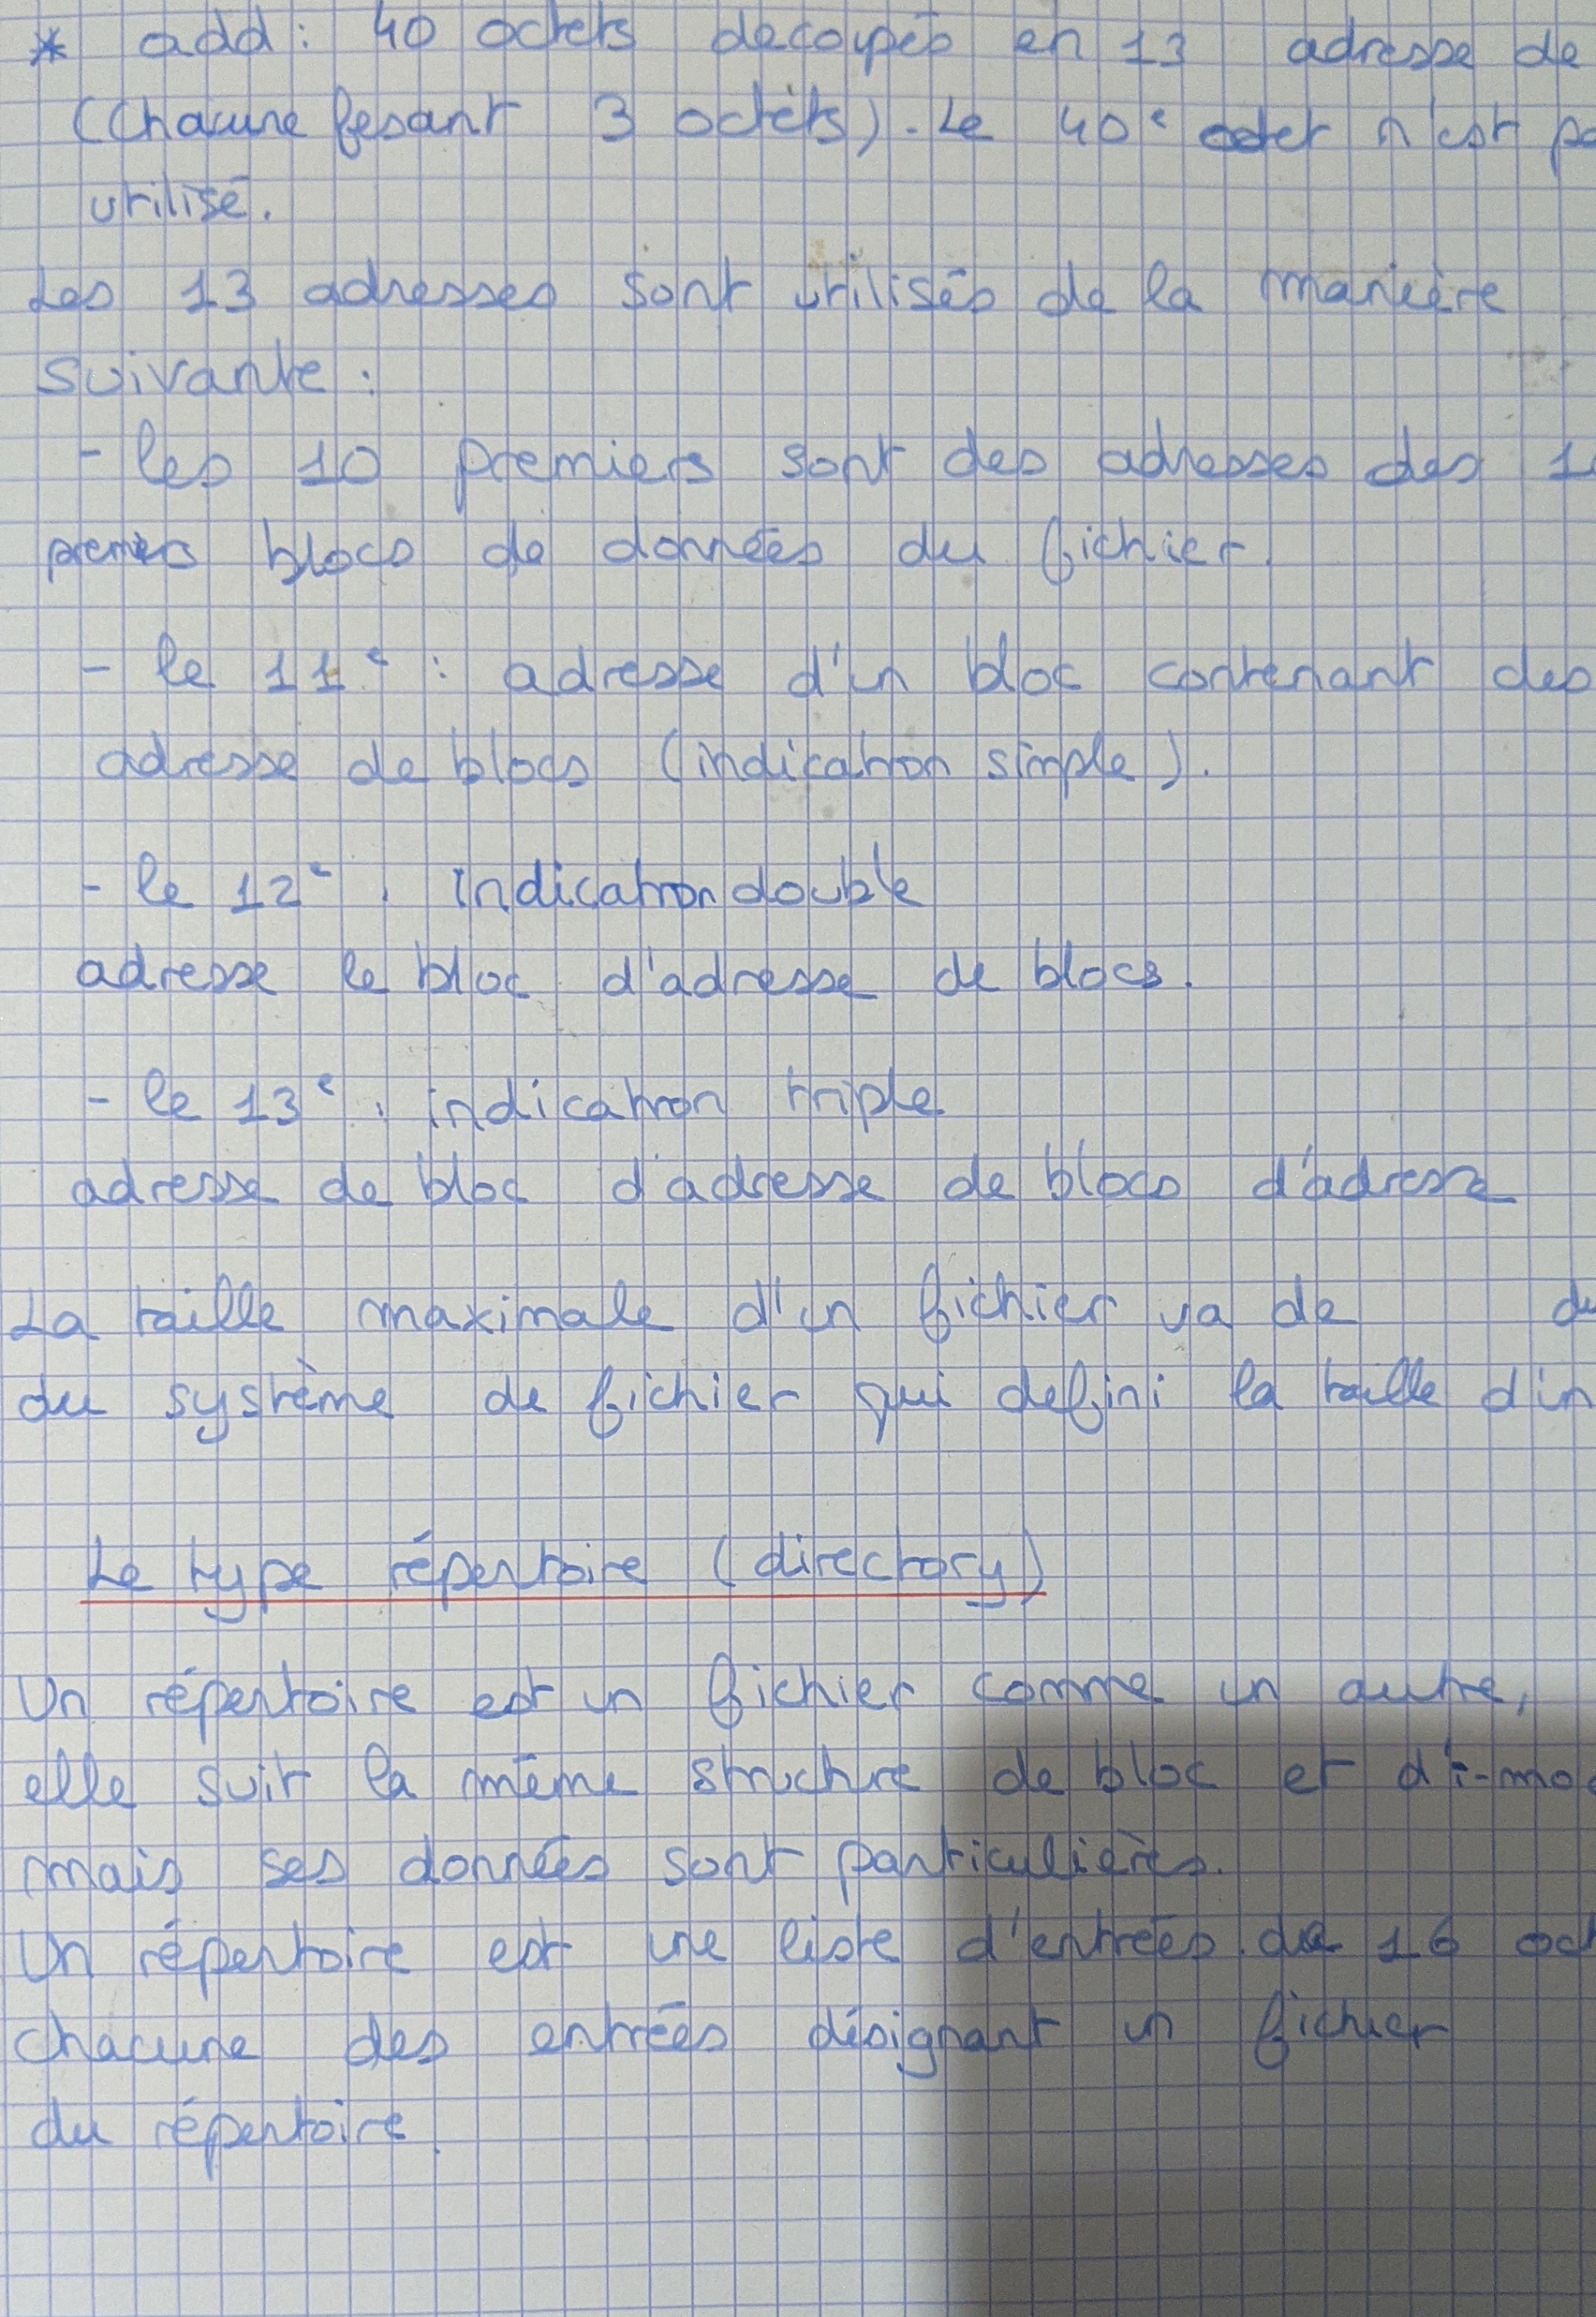 * add : 40 octets decoupés en 13 adresse de
(chacune fesant 3 octets). Le 40e octet n'est pa
utilisé.
Les 13 adresses sont utilisés de la manière
suivante :
- les 10 premiers sont des adresses des 1
premiers blocs de données du fichier.
- le 11e : adresse d'un bloc contenant des
adresse de blocs (indication simple).
- le 12e : indication double
adresse le bloc d'adresse de blocs.
- le 13e : indication triple
adresse de bloc d'adresse de blocs d'adresse
La taille maximale d'un fichier va de
du système de fichier qui defini la taille d'un
Le type répertoire (directory)
Un répertoire est un fichier comme un autre,
elle suit la même structure de bloc et d'i-mo
mais ses données sont particulières.
Un répertoire est une liste d'entrées de 16 oct
chacune des entrées désignant un fichier
du répertoire.